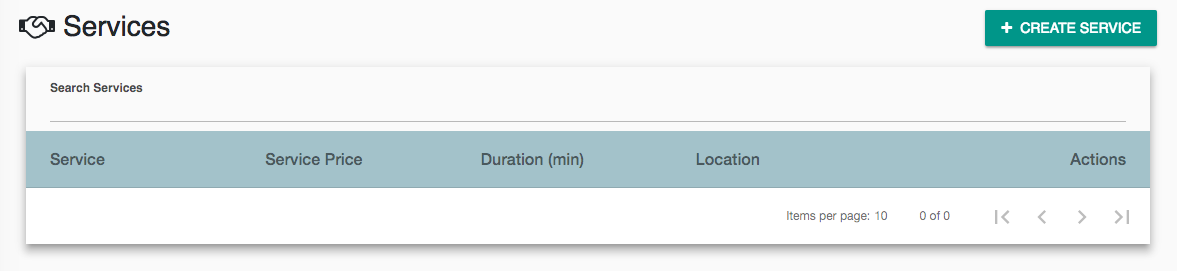 Services
+ CREATE SERVICE
Search Services
Service Service Price Duration (min) Location Actions
Items per page: 10 0 of 0